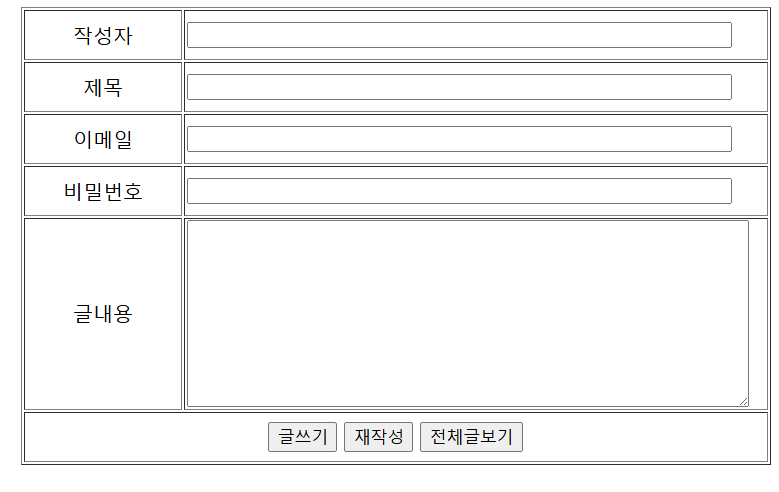 작성자
제목
이메일
비밀번호
글내용
글쓰기 재작성 전체글보기